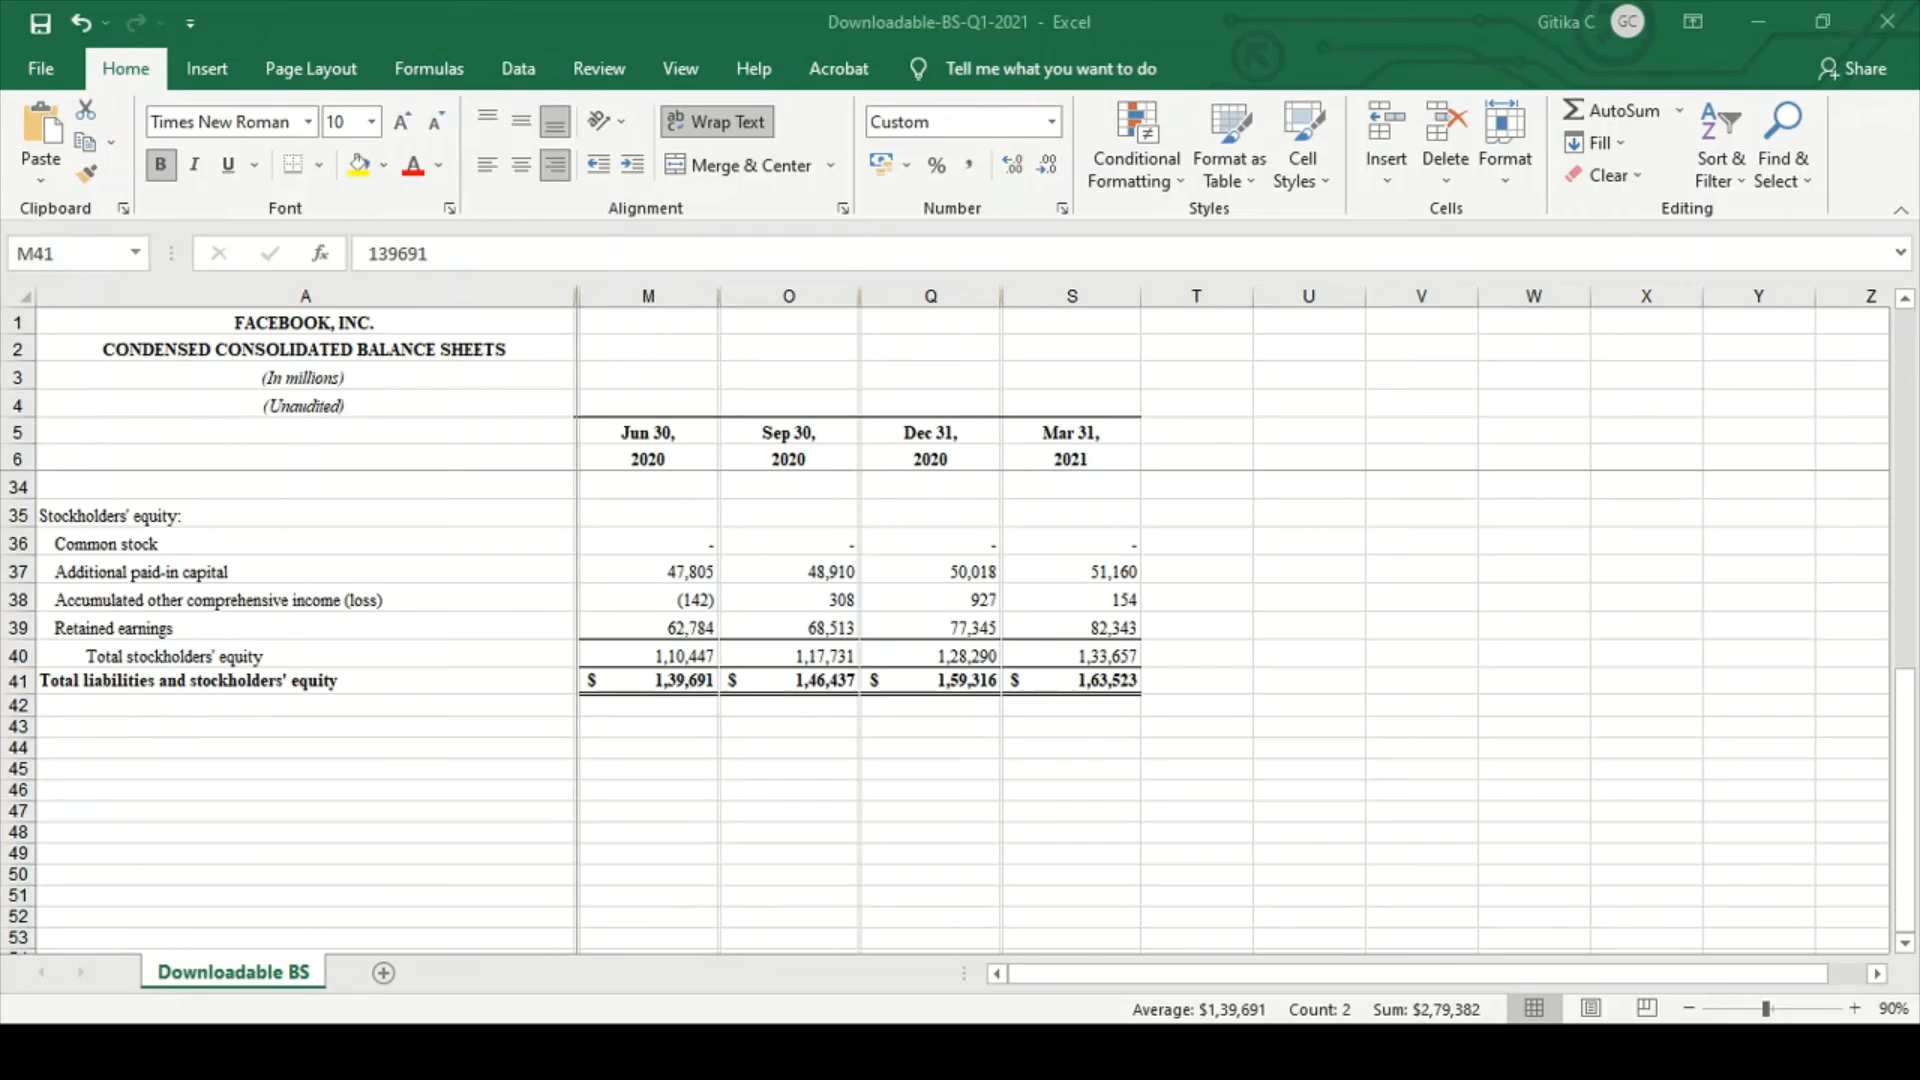 Downloadable-BS-Q1-2021 - Excel
Gitika C GC
File Home Insert Page Layout Formulas Data Review View Help Acrobat Tell me what you want to do Share
Times New Roman 10 Wrap Text Custom AutoSum
Paste Merge & Center Conditional Formatting Format as Table Cell Styles Insert Delete Format Fill Clear Sort & Filter Find & Select
B I U A % .00
Clipboard Font Alignment Number Styles Cells Editing
M41 fx 139691
A M O Q S T U V W X Y Z
1 FACEBOOK, INC.
2 CONDENSED CONSOLIDATED BALANCE SHEETS
3 (In millions)
4 (Unaudited)
5 Jun 30, Sep 30, Dec 31, Mar 31,
6 2020 2020 2020 2021
34
35 Stockholders' equity:
36 Common stock - - - -
37 Additional paid-in capital 47,805 48,910 50,018 51,160
38 Accumulated other comprehensive income (loss) (142) 308 927 154
39 Retained earnings 62,784 68,513 77,345 82,343
40 Total stockholders' equity 1,10,447 1,17,731 1,28,290 1,33,657
41 Total liabilities and stockholders' equity $ 1,39,691 $ 1,46,437 $ 1,59,316 $ 1,63,523
42
43
44
45
46
47
48
49
50
51
52
53
Downloadable BS
Average: $1,39,691 Count: 2 Sum: $2,79,382 90%